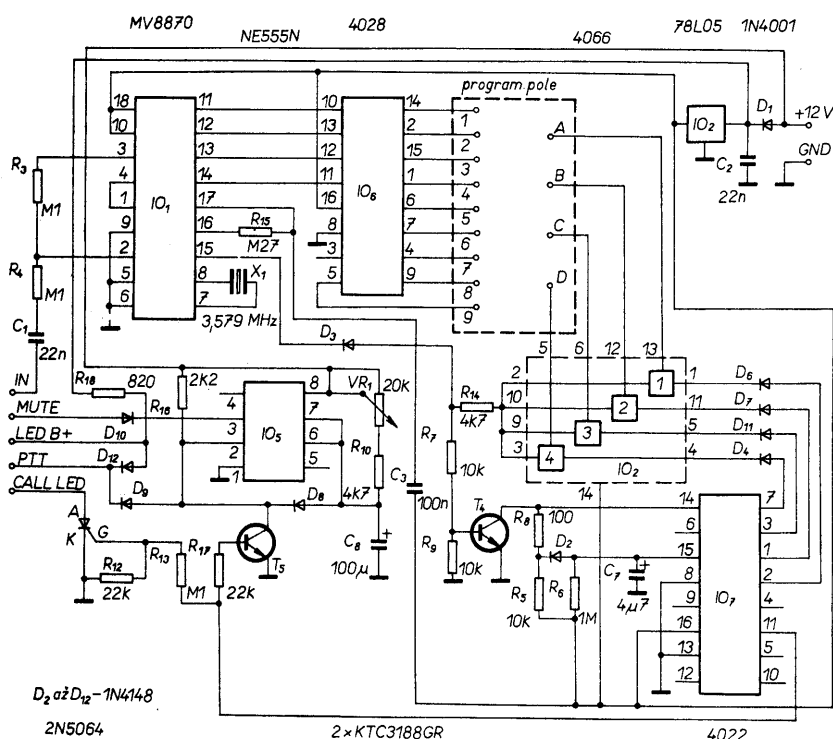 MV8870 NE555N 4028 4066 78L05 1N4001
program. pole
18 11 10 14 1
10 12 13 2 2
3 13 12 15 3
4 14 11 1 4
1 17 16 6 5
9 16 8 7 6
2 15 3 4 7
5 8 5 9 8
6 7 9
IO1
IO6
A
B
C
D
IO2
D1
+12V
GND
C2
22n
R3
M1
R4
M1
C1
22n
R15
M27
X1
3,579 MHz
D3
IN
R18 820
MUTE
R16
LED B+
D10
PTT
D12
CALL LED
D9
2k2
4 8
3 7
2 6
1 5
IO5
VR1
20k
R10
4k7
D8
C3
100n
C8 +
100µ
A
K
G
R12
22k
R13
M1
R17
22k
T5
R14
4k7
R7
10k
R9
10k
T4
R8
100
D2
R5
10k
R6
1M
C7 +
4µ7
5 6 12 13
2 1 1
10 2 11
9 3 5
3 4 4
IO2
14
D6
D7
D11
D4
14 7
6 3
15 1
8 2
9 4
16 11
13 5
12 10
IO7
D2 až D12 - 1N4148
2N5064 2×KTC3188GR 4022